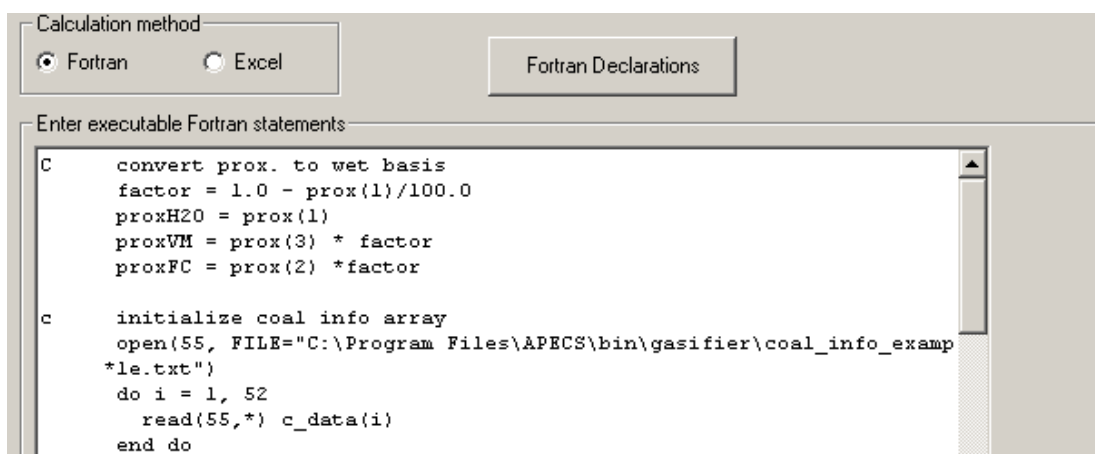 Calculation method
Fortran Excel Fortran Declarations
Enter executable Fortran statements
C convert prox. to wet basis
factor = 1.0 - prox(1)/100.0
proxH2O = prox(1)
proxVM = prox(3) * factor
proxFC = prox(2) *factor
c initialize coal info array
open(55, FILE="C:\Program Files\APECS\bin\gasifier\coal_info_examp
*le.txt")
do i = 1, 52
read(55,*) c_data(i)
end do